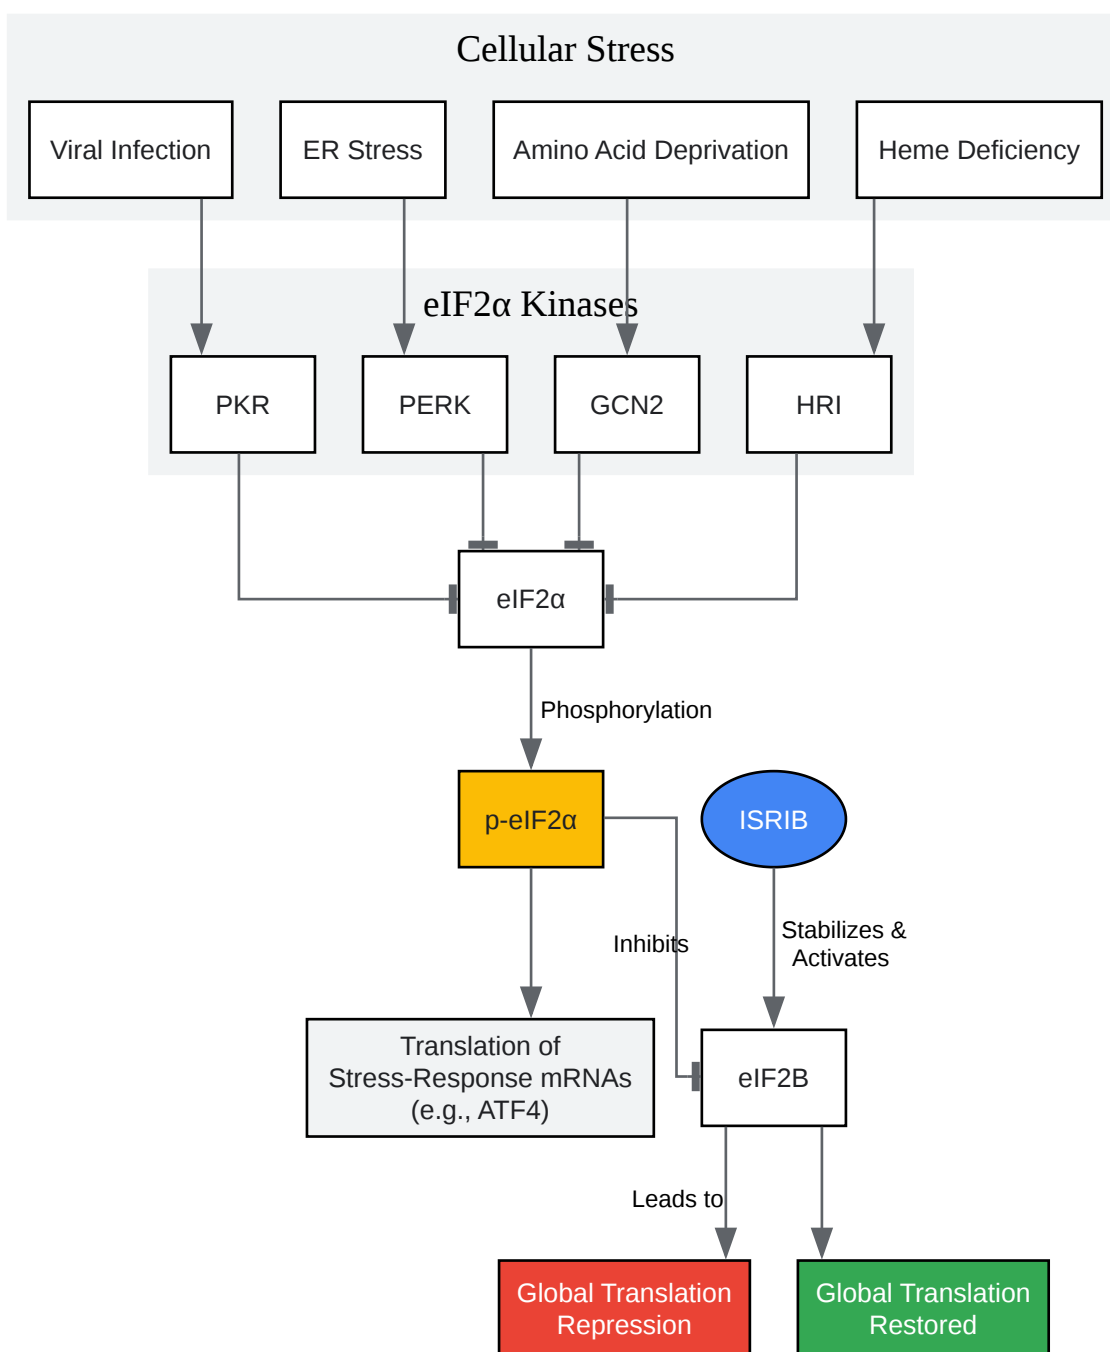 Cellular Stress
Viral Infection
ER Stress
Amino Acid Deprivation
Heme Deficiency
eIF2α Kinases
PKR
PERK
GCN2
HRI
eIF2α
Phosphorylation
p-eIF2α
ISRIB
Inhibits
Stabilizes &
Activates
Translation of
Stress-Response mRNAs
(e.g., ATF4)
eIF2B
Leads to
Global Translation
Repression
Global Translation
Restored